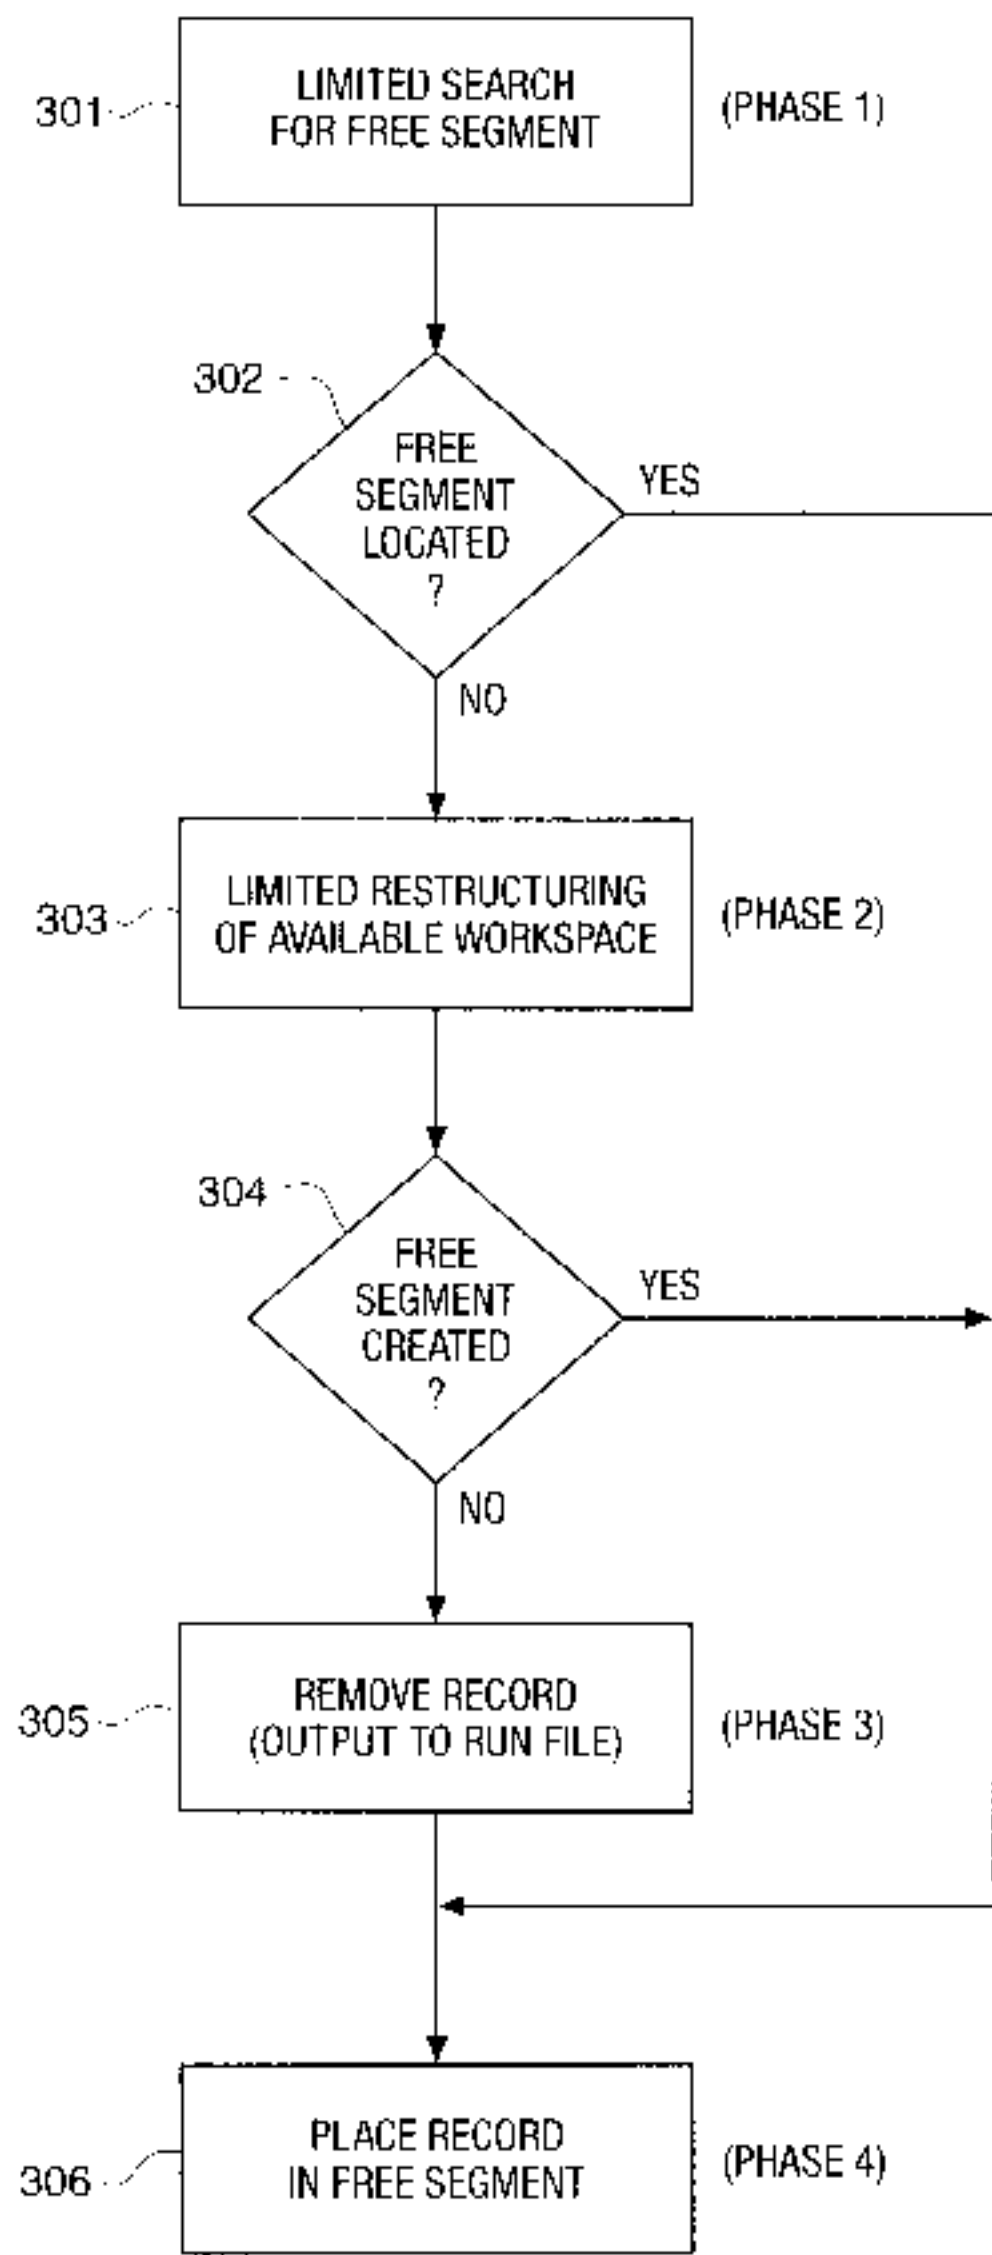 LIMITED SEARCH
FOR FREE SEGMENT
301
(PHASE 1)
302
FREE
SEGMENT
LOCATED
?
YES
NO
303
LIMITED RESTRUCTURING
OF AVAILABLE WORKSPACE
(PHASE 2)
304
FREE
SEGMENT
CREATED
?
YES
NO
305
REMOVE RECORD
(OUTPUT TO RUN FILE)
(PHASE 3)
306
PLACE RECORD
IN FREE SEGMENT
(PHASE 4)